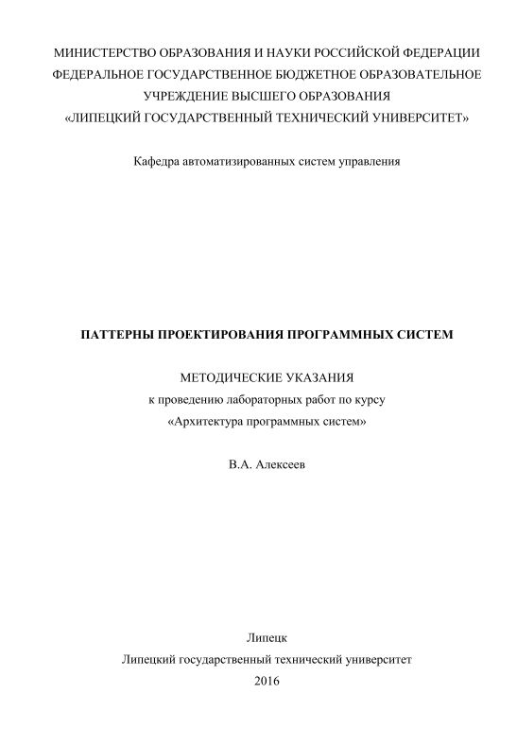 МИНИСТЕРСТВО ОБРАЗОВАНИЯ И НАУКИ РОССИЙСКОЙ ФЕДЕРАЦИИ
ФЕДЕРАЛЬНОЕ ГОСУДАРСТВЕННОЕ БЮДЖЕТНОЕ ОБРАЗОВАТЕЛЬНОЕ
УЧРЕЖДЕНИЕ ВЫСШЕГО ОБРАЗОВАНИЯ
«ЛИПЕЦКИЙ ГОСУДАРСТВЕННЫЙ ТЕХНИЧЕСКИЙ УНИВЕРСИТЕТ»
Кафедра автоматизированных систем управления
ПАТТЕРНЫ ПРОЕКТИРОВАНИЯ ПРОГРАММНЫХ СИСТЕМ
МЕТОДИЧЕСКИЕ УКАЗАНИЯ
к проведению лабораторных работ по курсу
«Архитектура программных систем»
В.А. Алексеев
Липецк
Липецкий государственный технический университет
2016